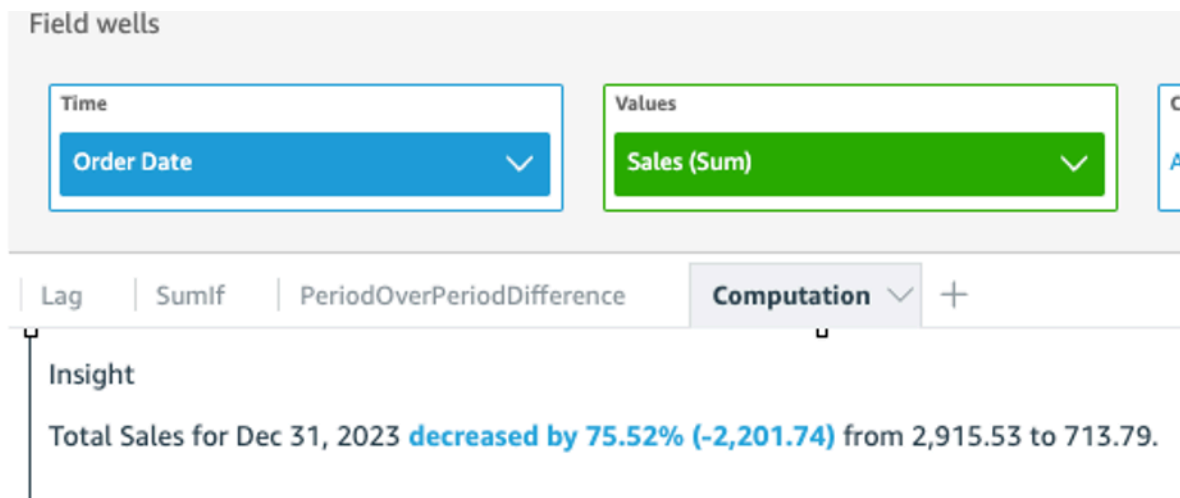 Field wells
Time
Values
Order Date
Sales (Sum)
Lag
SumIf
PeriodOverPeriodDifference
Computation
Insight
Total Sales for Dec 31, 2023 decreased by 75.52% (-2,201.74) from 2,915.53 to 713.79.